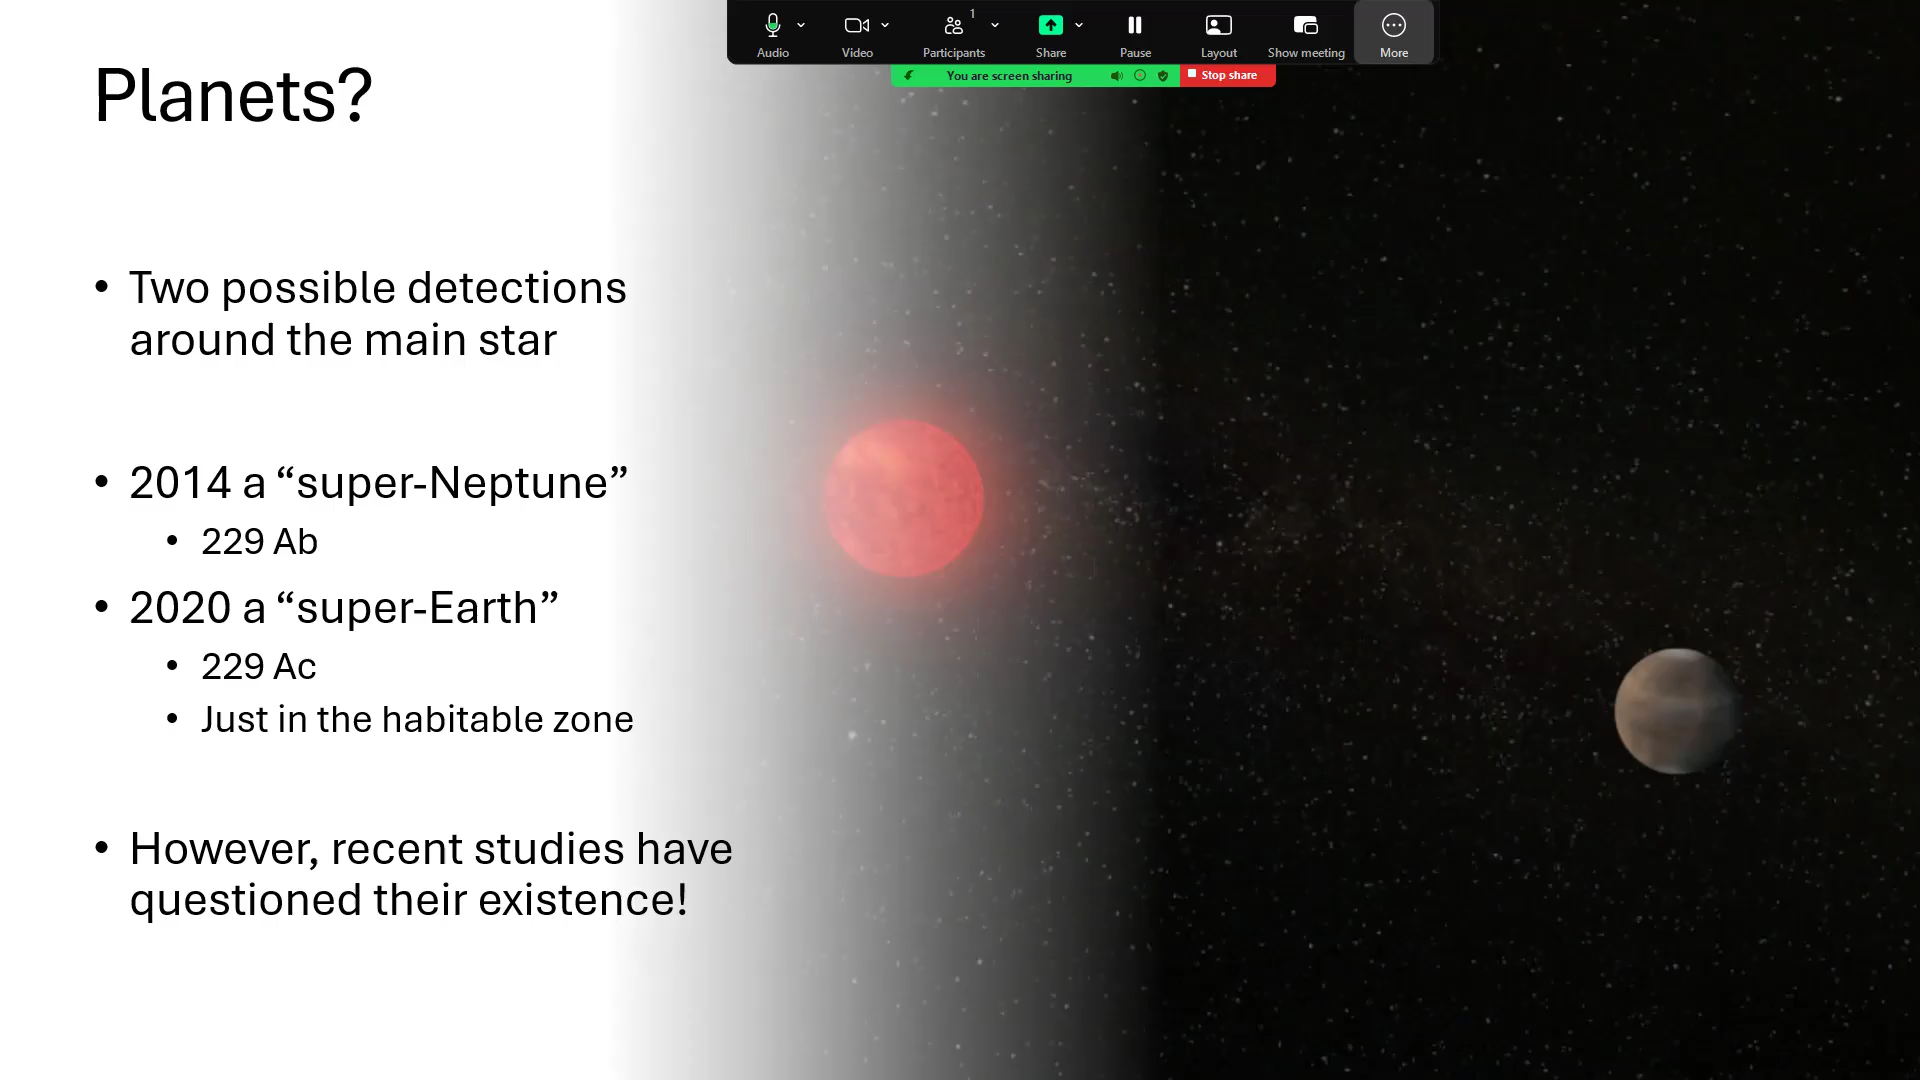 1
Audio
Video
Participants
Share
Pause
Layout
Show meeting
More
You are screen sharing
Stop share
Planets?
• Two possible detections
around the main star
• 2014 a “super-Neptune”
• 229 Ab
• 2020 a “super-Earth”
• 229 Ac
• Just in the habitable zone
• However, recent studies have
questioned their existence!